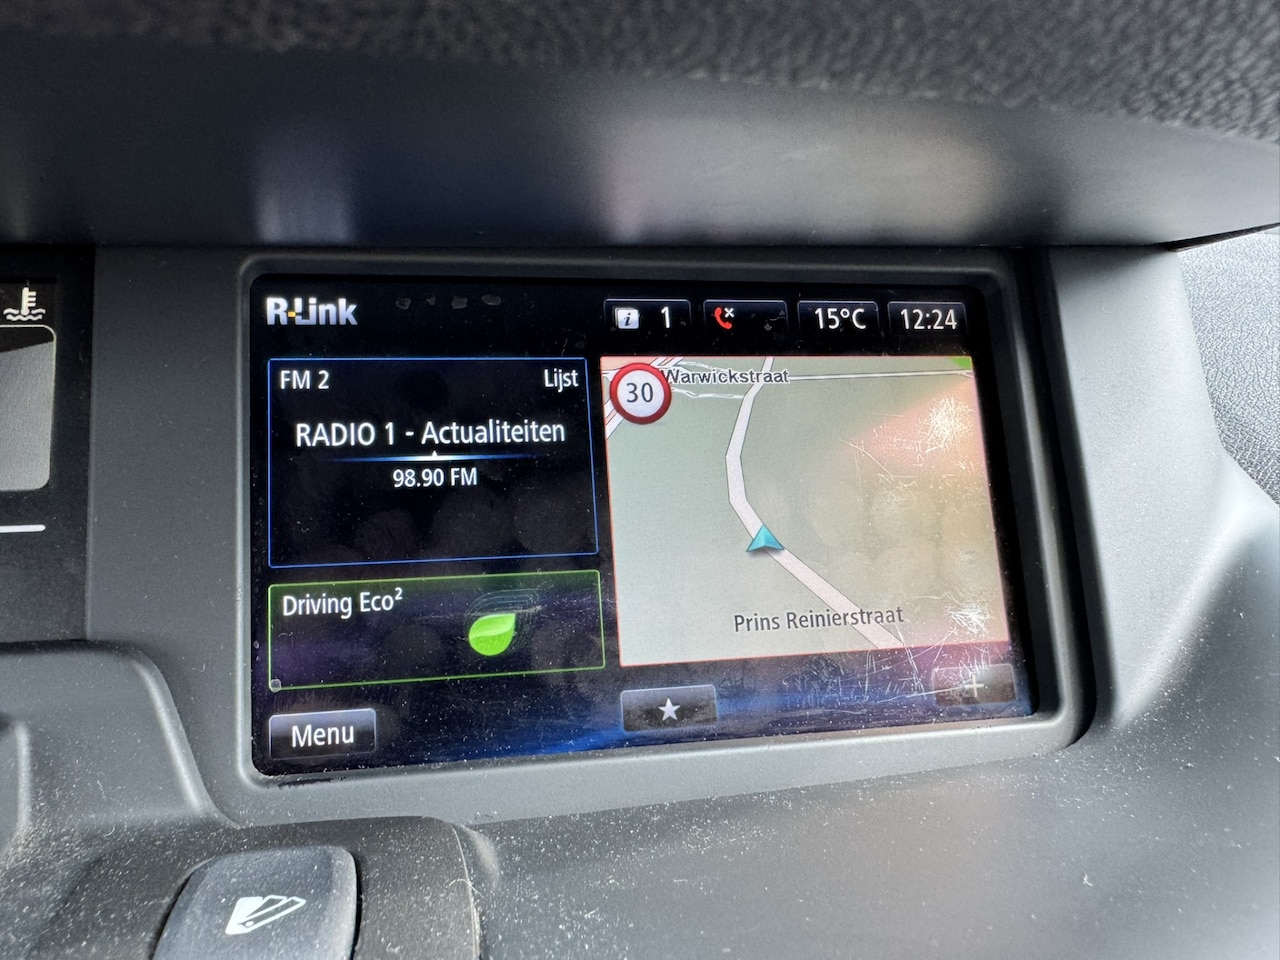 R-Link
1
15°C
12:24
FM 2
Lijst
RADIO 1 - Actualiteiten
98.90 FM
30
Warwickstraat
Prins Reinierstraat
Driving Eco²
Menu